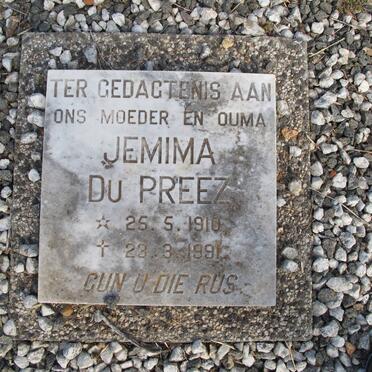 TER GEDACTENIS AAN
ONS MOEDER EN OUMA
JEMIMA
DU PREEZ
☆ 25.5.1910
† 23.3.1991
GUN U DIE RUS